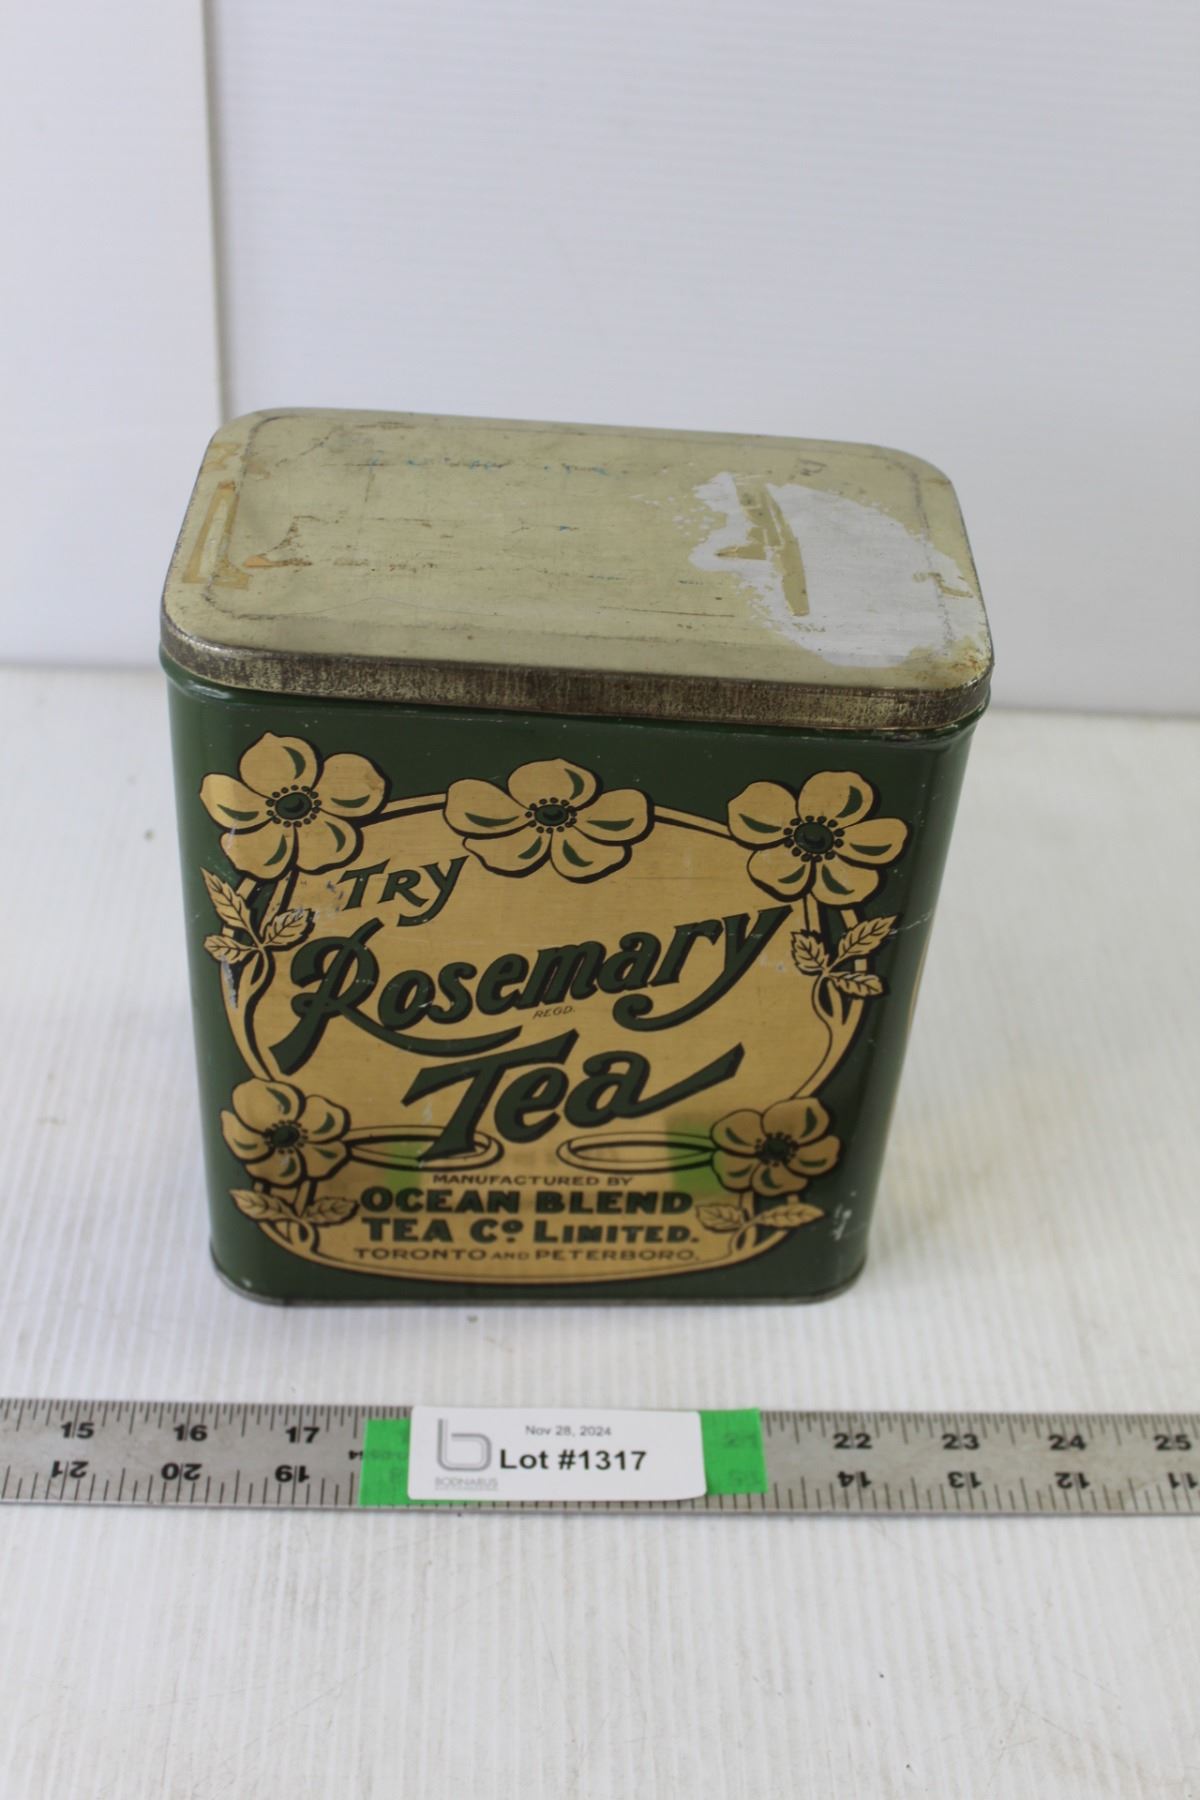 TRY
Rosemary
REGD.
Tea
MANUFACTURED BY
OCEAN BLEND
TEA Co LIMITED.
TORONTO AND PETERBORO.
15 16 17 22 23 24 25
21 20 19 14 13 12 11
Nov 28, 2024
Lot #1317
b
BODNARUS